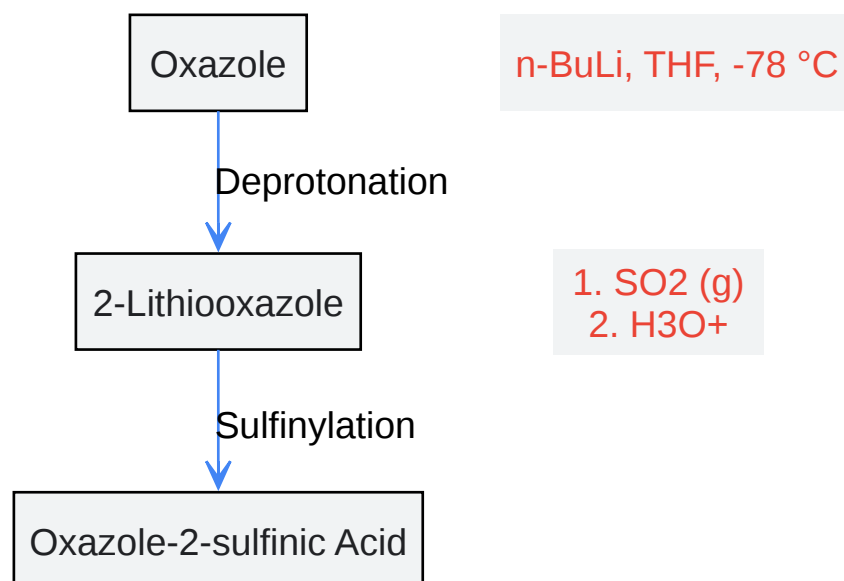 Oxazole
n-BuLi, THF, -78 °C
Deprotonation
2-Lithiooxazole
1. SO2 (g)
2. H3O+
Sulfinylation
Oxazole-2-sulfinic Acid